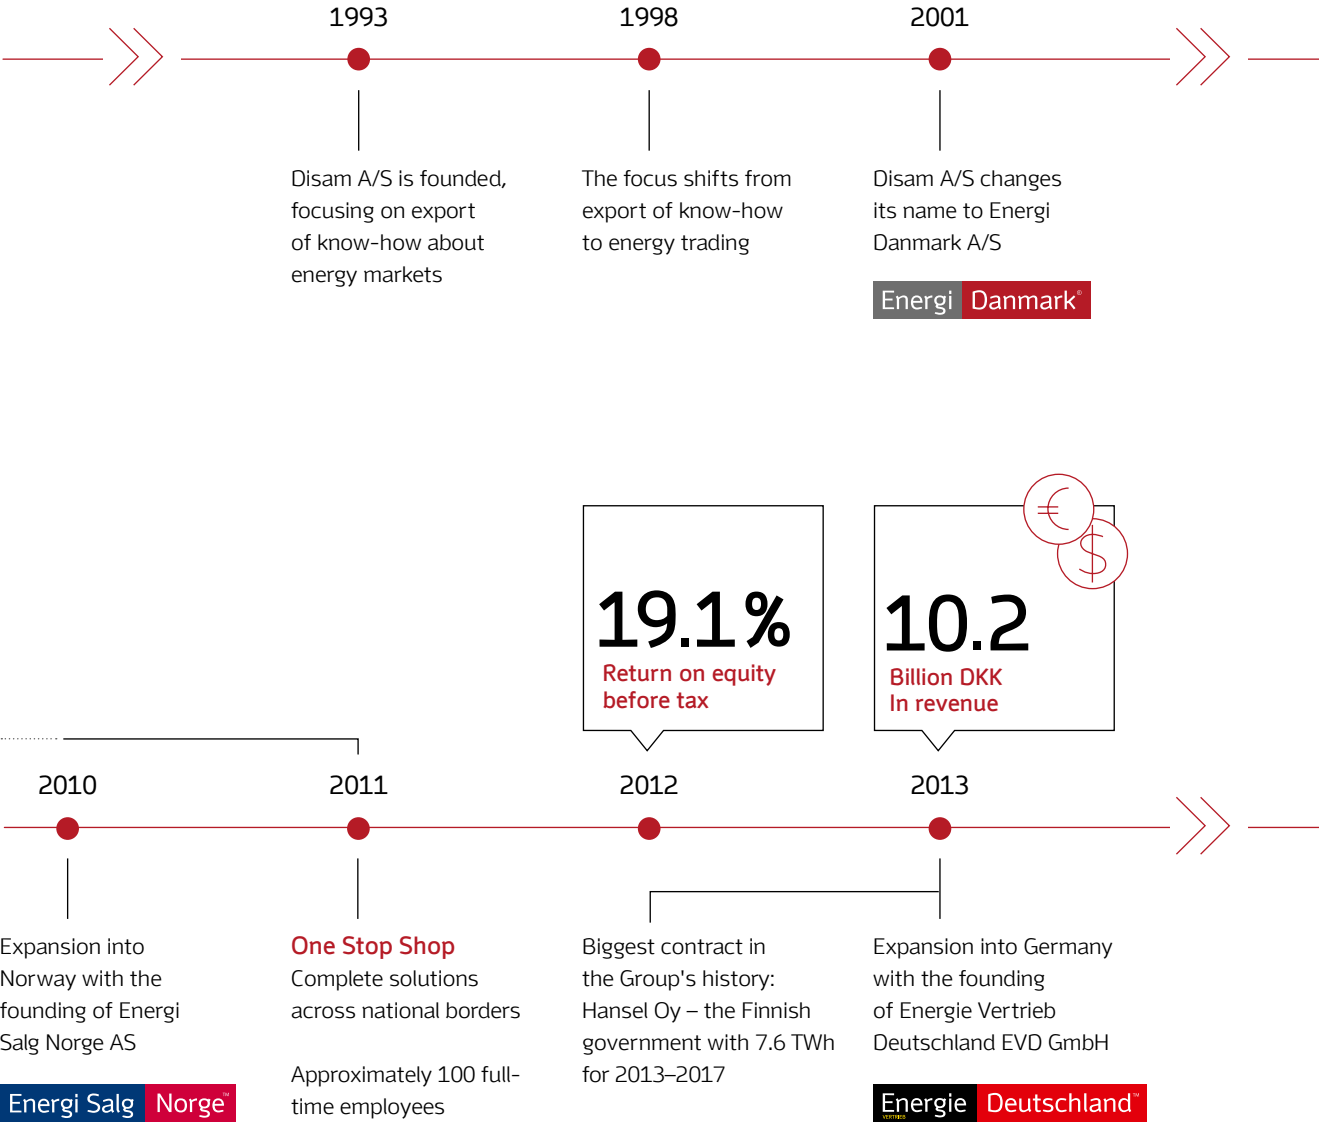 1993
Disam A/S is founded,
focusing on export
of know-how about
energy markets
1998
The focus shifts from
export of know-how
to energy trading
2001
Disam A/S changes
its name to Energi
Danmark A/S
Energi Danmark®
2010
Expansion into
Norway with the
founding of Energi
Salg Norge AS
Energi Salg Norge™
2011
One Stop Shop
Complete solutions
across national borders
Approximately 100 full-
time employees
19.1%
Return on equity
before tax
2012
Biggest contract in
the Group's history:
Hansel Oy – the Finnish
government with 7.6 TWh
for 2013–2017
€
$
10.2
Billion DKK
In revenue
2013
Expansion into Germany
with the founding
of Energie Vertrieb
Deutschland EVD GmbH
Energie Deutschland™
VERTRIEB